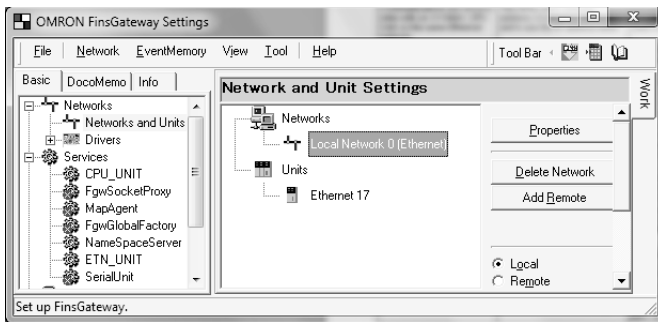 OMRON FinsGateway Settings
File Network EventMemory View Tool Help
Tool Bar
Basic DocoMemo Info
Networks
Networks and Units
Drivers
Services
CPU_UNIT
FgwSocketProxy
MapAgent
FgwGlobalFactory
NameSpaceServer
ETN_UNIT
SerialUnit
Network and Unit Settings
Networks
Local Network 0 (Ethernet)
Units
Ethernet 17
Properties
Delete Network
Add Remote
Local
Remote
Work
Set up FinsGateway.